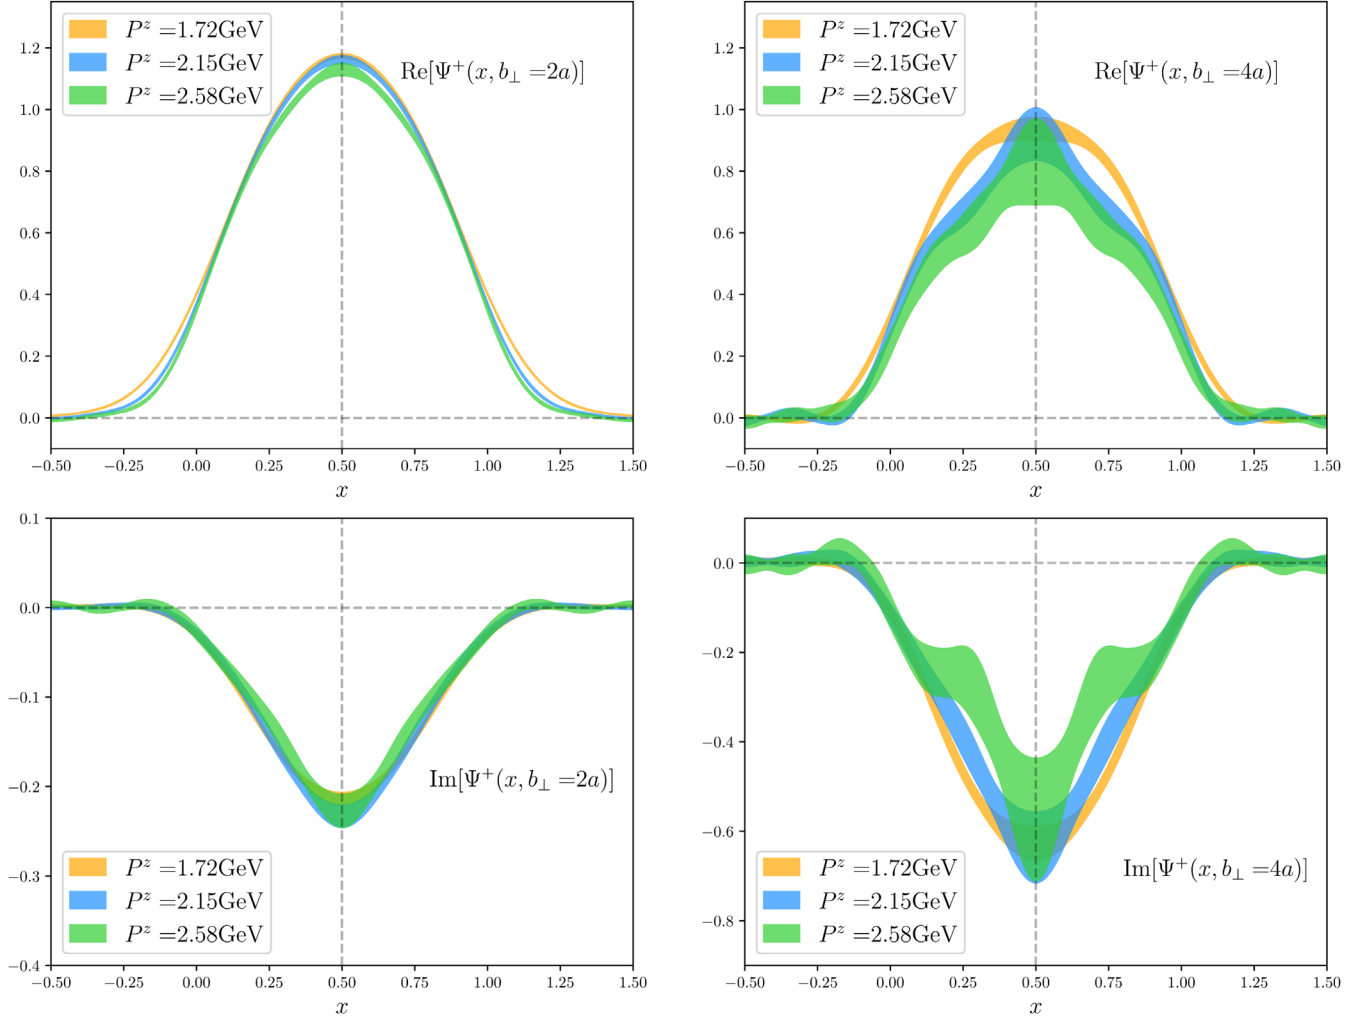 P^z =1.72GeV
P^z =2.15GeV
P^z =2.58GeV
Re[Ψ^+(x, b_⊥ =2a)]
1.2
1.0
0.8
0.6
0.4
0.2
0.0
−0.50 −0.25 0.00 0.25 0.50 0.75 1.00 1.25 1.50
x
P^z =1.72GeV
P^z =2.15GeV
P^z =2.58GeV
Re[Ψ^+(x, b_⊥ =4a)]
1.2
1.0
0.8
0.6
0.4
0.2
0.0
−0.50 −0.25 0.00 0.25 0.50 0.75 1.00 1.25 1.50
x
0.1
0.0
−0.1
−0.2
−0.3
−0.4
Im[Ψ^+(x, b_⊥ =2a)]
P^z =1.72GeV
P^z =2.15GeV
P^z =2.58GeV
−0.50 −0.25 0.00 0.25 0.50 0.75 1.00 1.25 1.50
x
0.0
−0.2
−0.4
−0.6
−0.8
Im[Ψ^+(x, b_⊥ =4a)]
P^z =1.72GeV
P^z =2.15GeV
P^z =2.58GeV
−0.50 −0.25 0.00 0.25 0.50 0.75 1.00 1.25 1.50
x